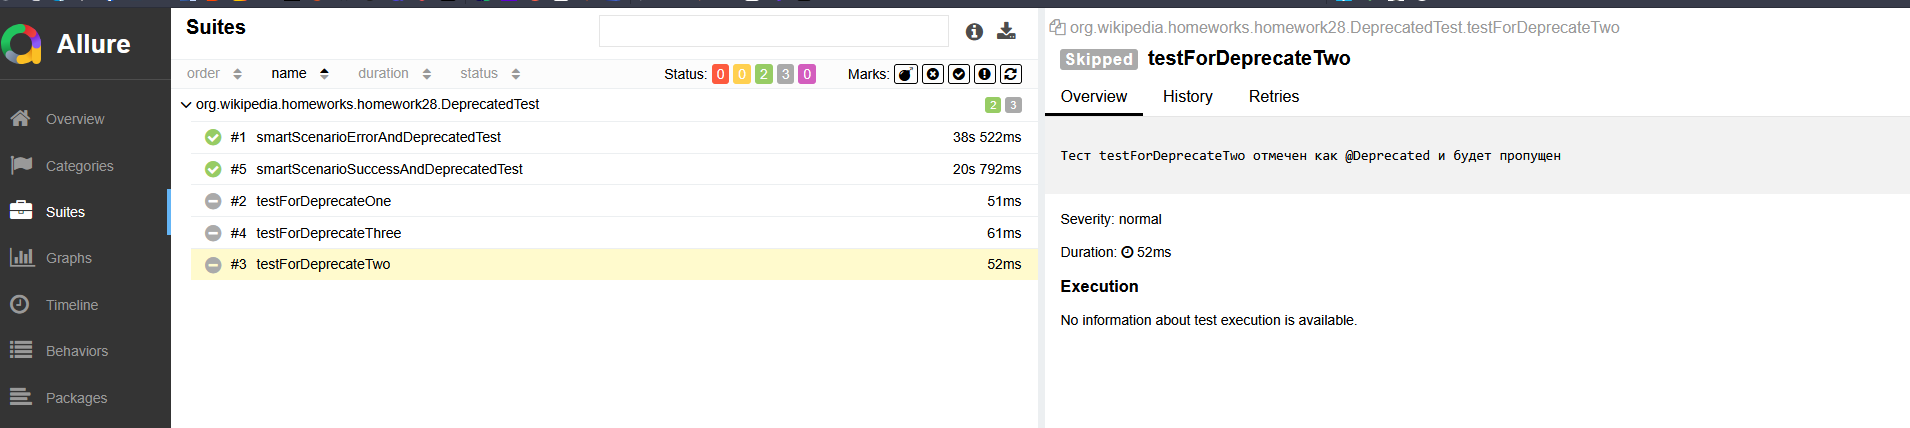 Allure
Overview
Categories
Suites
Graphs
Timeline
Behaviors
Packages
Suites
order name duration status Status: 0 0 2 3 0 Marks:
org.wikipedia.homeworks.homework28.DeprecatedTest 2 3
#1 smartScenarioErrorAndDeprecatedTest 38s 522ms
#5 smartScenarioSuccessAndDeprecatedTest 20s 792ms
#2 testForDeprecateOne 51ms
#4 testForDeprecateThree 61ms
#3 testForDeprecateTwo 52ms
org.wikipedia.homeworks.homework28.DeprecatedTest.testForDeprecateTwo
Skipped testForDeprecateTwo
Overview History Retries
Тест testForDeprecateTwo отмечен как @Deprecated и будет пропущен
Severity: normal
Duration: 52ms
Execution
No information about test execution is available.